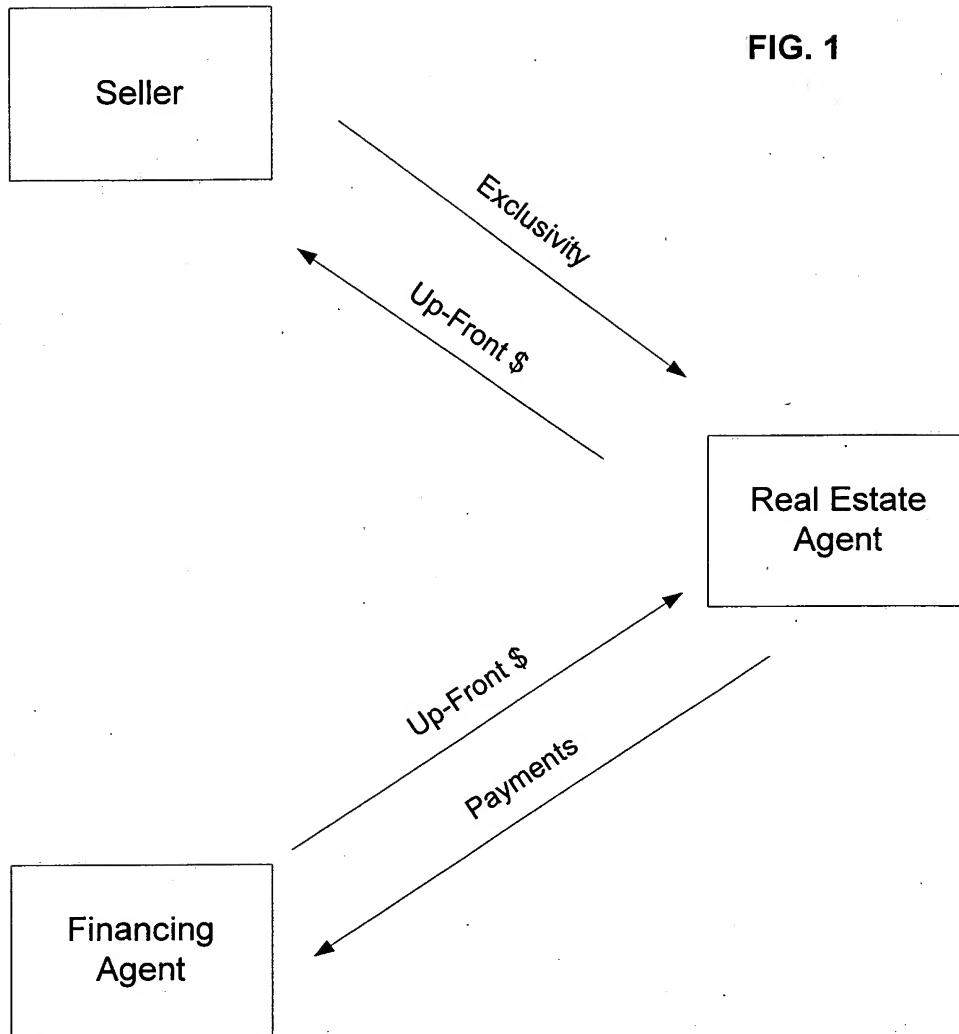 FIG. 1
Seller
Exclusivity
Up-Front $
Real Estate
Agent
Up-Front $
Payments
Financing
Agent